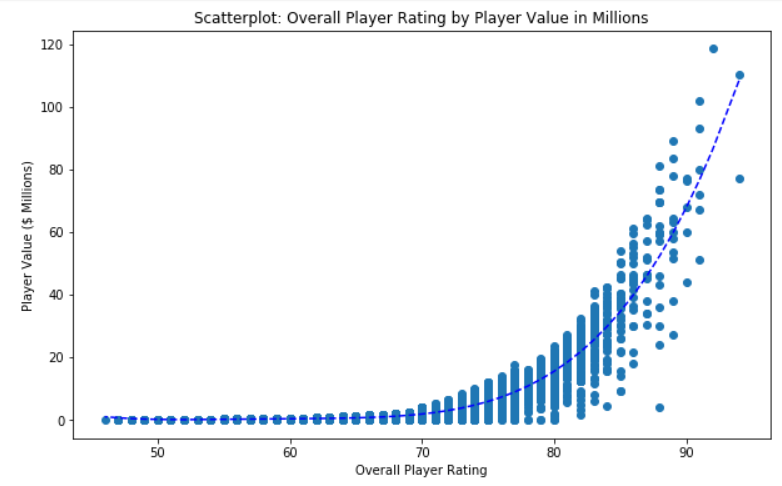 Scatterplot: Overall Player Rating by Player Value in Millions
120
100
80
60
40
20
0
Player Value ($ Millions)
50 60 70 80 90
Overall Player Rating